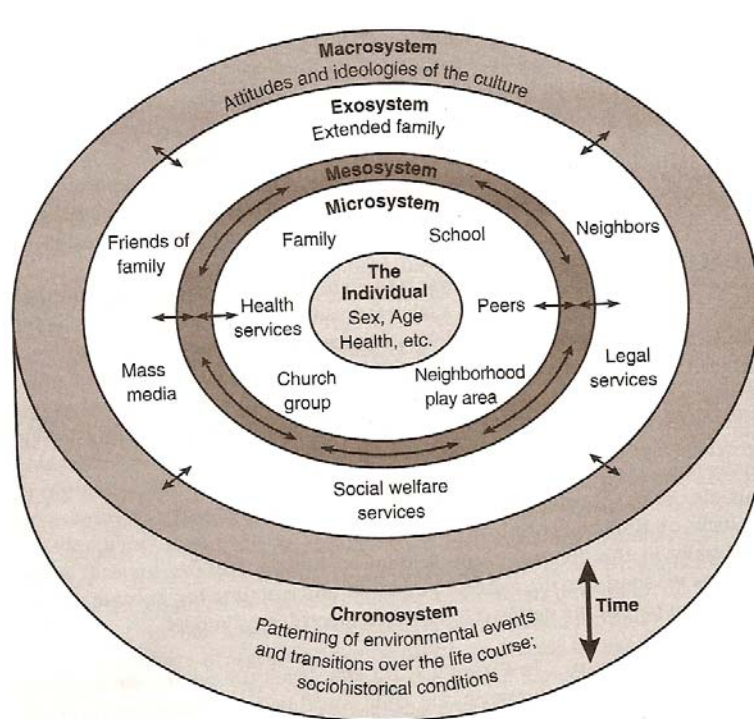 Macrosystem
Attitudes and ideologies of the culture
Exosystem
Extended family
Mesosystem
Microsystem
Friends of
family
Family
School
Neighbors
The
Individual
Sex, Age
Health, etc.
Health
services
Peers
Mass
media
Church
group
Neighborhood
play area
Legal
services
Social welfare
services
Chronosystem
Patterning of environmental events
and transitions over the life course;
sociohistorical conditions
Time